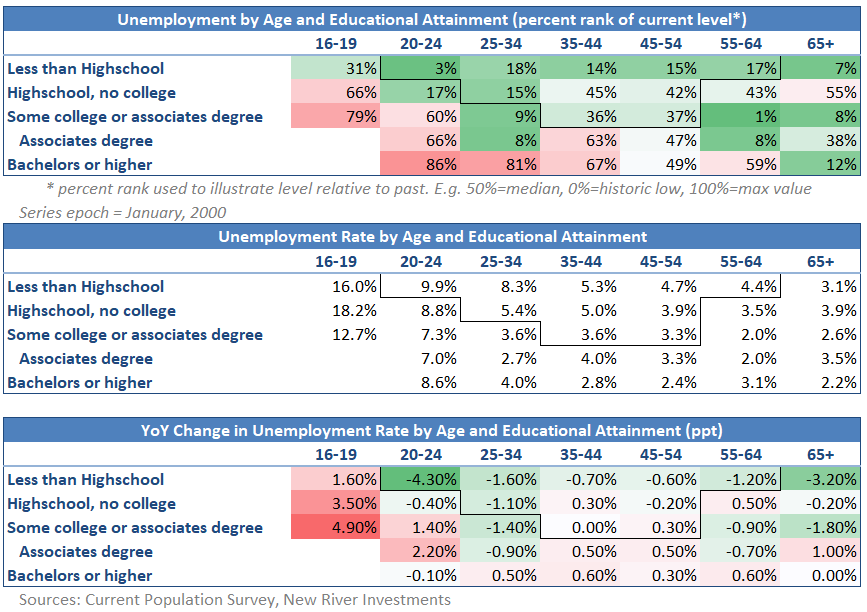 Unemployment by Age and Educational Attainment (percent rank of current level*)
16-19 20-24 25-34 35-44 45-54 55-64 65+
Less than Highschool 31% 3% 18% 14% 15% 17% 7%
Highschool, no college 66% 17% 15% 45% 42% 43% 55%
Some college or associates degree 79% 60% 9% 36% 37% 1% 8%
Associates degree 66% 8% 63% 47% 8% 38%
Bachelors or higher 86% 81% 67% 49% 59% 12%
* percent rank used to illustrate level relative to past. E.g. 50%=median, 0%=historic low, 100%=max value
Series epoch = January, 2000
Unemployment Rate by Age and Educational Attainment
16-19 20-24 25-34 35-44 45-54 55-64 65+
Less than Highschool 16.0% 9.9% 8.3% 5.3% 4.7% 4.4% 3.1%
Highschool, no college 18.2% 8.8% 5.4% 5.0% 3.9% 3.5% 3.9%
Some college or associates degree 12.7% 7.3% 3.6% 3.6% 3.3% 2.0% 2.6%
Associates degree 7.0% 2.7% 4.0% 3.3% 2.0% 3.5%
Bachelors or higher 8.6% 4.0% 2.8% 2.4% 3.1% 2.2%
YoY Change in Unemployment Rate by Age and Educational Attainment (ppt)
16-19 20-24 25-34 35-44 45-54 55-64 65+
Less than Highschool 1.60% -4.30% -1.60% -0.70% -0.60% -1.20% -3.20%
Highschool, no college 3.50% -0.40% -1.10% 0.30% -0.20% 0.50% -0.20%
Some college or associates degree 4.90% 1.40% -1.40% 0.00% 0.30% -0.90% -1.80%
Associates degree 2.20% -0.90% 0.50% 0.50% -0.70% 1.00%
Bachelors or higher -0.10% 0.50% 0.60% 0.30% 0.60% 0.00%
Sources: Current Population Survey, New River Investments